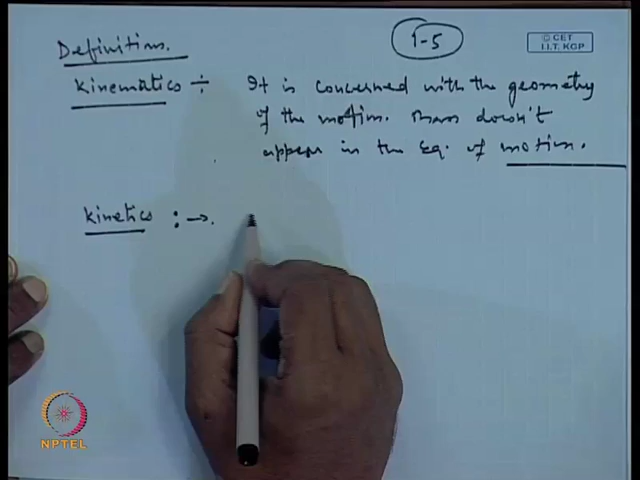 Definition.
1-5
© CET
I.I.T. KGP
Kinematics ÷ It is concerned with the geometry
of the motion. Mass doesn't
appear in the Eq. of motion.
Kinetics :→.
NPTEL